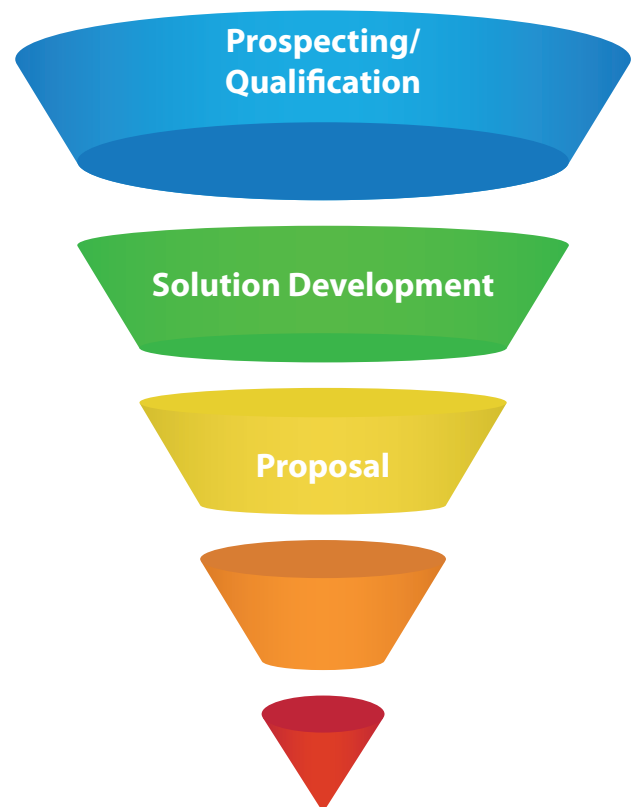 Prospecting/
Qualification
Solution Development
Proposal